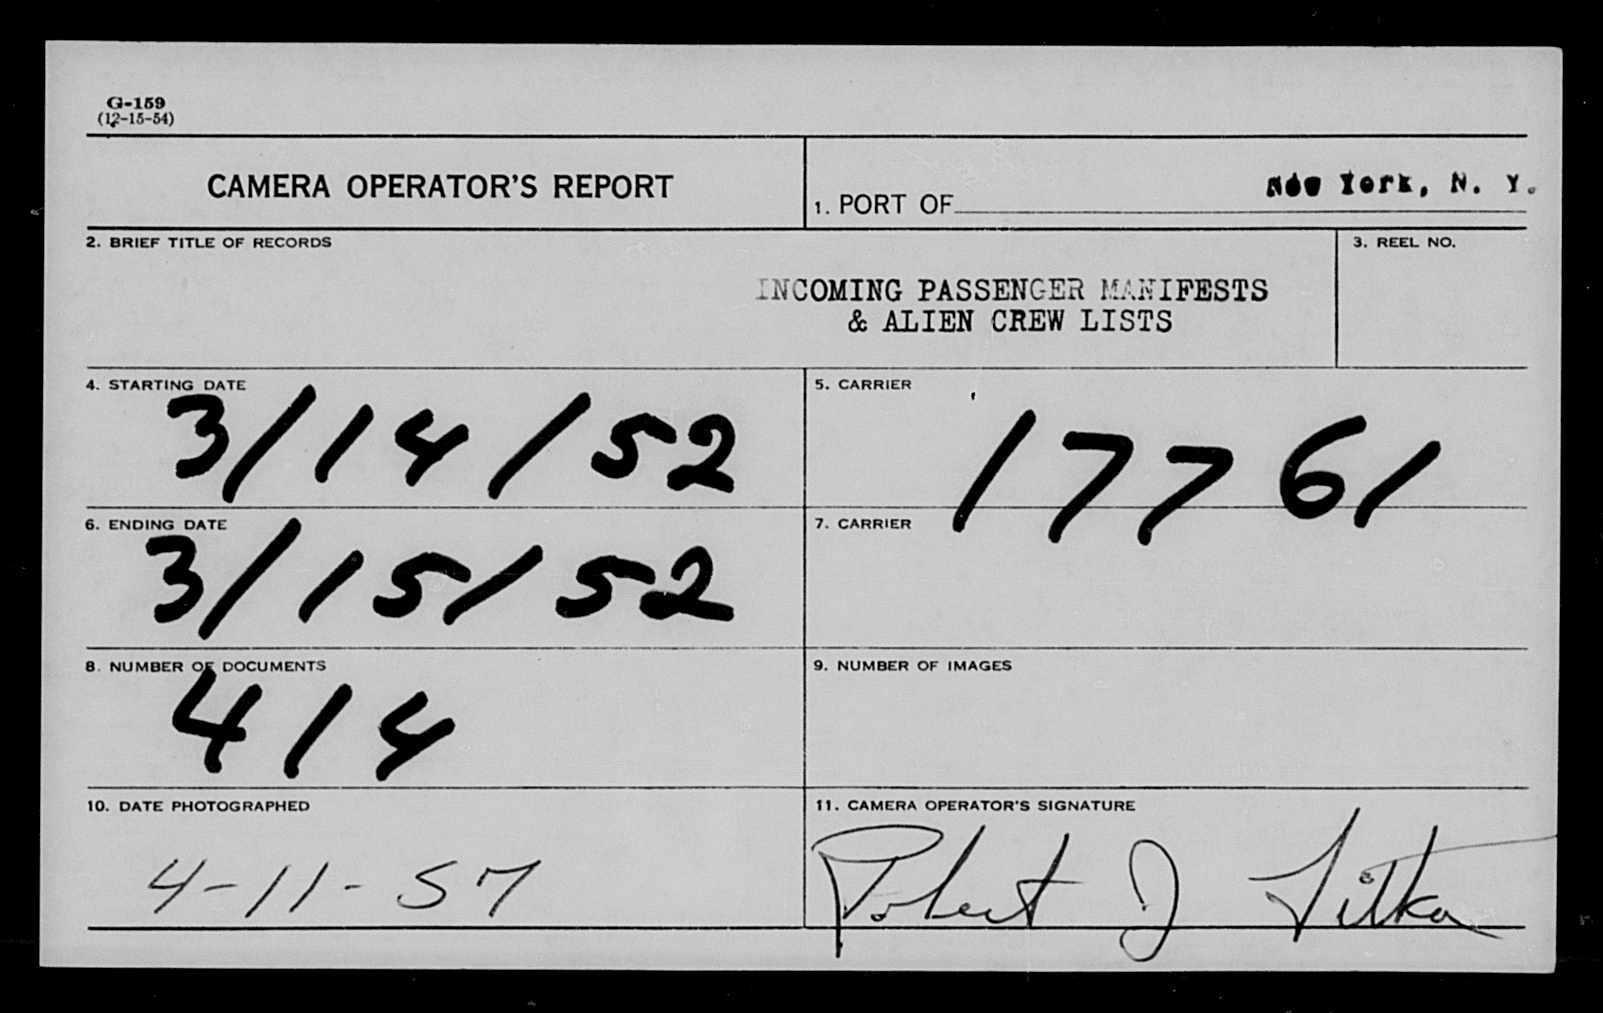 G-159
(12-15-54)
CAMERA OPERATOR'S REPORT
1. PORT OF New York, N. Y.
2. BRIEF TITLE OF RECORDS
INCOMING PASSENGER MANIFESTS
& ALIEN CREW LISTS
3. REEL NO.
4. STARTING DATE
3/14/52
5. CARRIER
17761
6. ENDING DATE
3/15/52
7. CARRIER
8. NUMBER OF DOCUMENTS
414
9. NUMBER OF IMAGES
10. DATE PHOTOGRAPHED
4-11-57
11. CAMERA OPERATOR'S SIGNATURE
Robert J